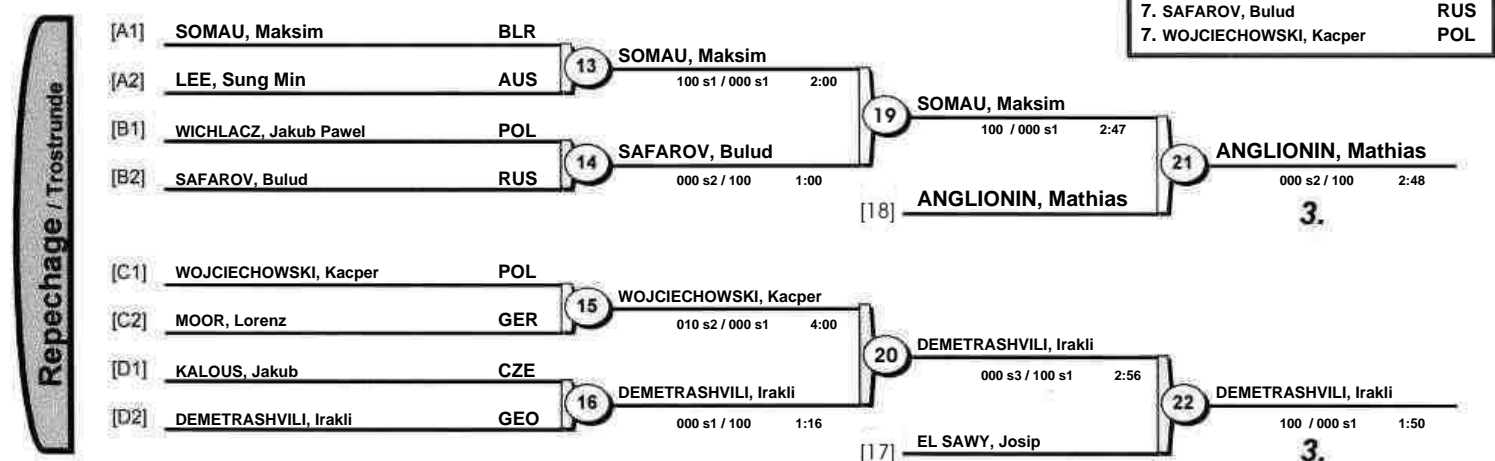 7. SAFAROV, Bulud RUS
7. WOJCIECHOWSKI, Kacper POL
Repechage / Trostrunde
[A1] SOMAU, Maksim BLR
13
SOMAU, Maksim
100 s1 / 000 s1 2:00
[A2] LEE, Sung Min AUS
19
SOMAU, Maksim
100 / 000 s1 2:47
[B1] WICHLACZ, Jakub Pawel POL
14
SAFAROV, Bulud
000 s2 / 100 1:00
[B2] SAFAROV, Bulud RUS
21
ANGLIONIN, Mathias
000 s2 / 100 2:48
3.
[18] ANGLIONIN, Mathias
[C1] WOJCIECHOWSKI, Kacper POL
15
WOJCIECHOWSKI, Kacper
010 s2 / 000 s1 4:00
[C2] MOOR, Lorenz GER
20
DEMETRASHVILI, Irakli
000 s3 / 100 s1 2:56
[D1] KALOUS, Jakub CZE
16
DEMETRASHVILI, Irakli
000 s1 / 100 1:16
[D2] DEMETRASHVILI, Irakli GEO
22
DEMETRASHVILI, Irakli
100 / 000 s1 1:50
3.
[17] EL SAWY, Josip